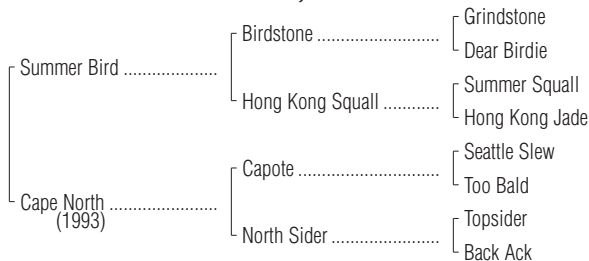 Grindstone
Birdstone ..........................
Dear Birdie
Summer Bird ....................
Summer Squall
Hong Kong Squall ............
Hong Kong Jade
Seattle Slew
Capote ..............................
Too Bald
Cape North .......................
(1993)
Topsider
North Sider .......................
Back Ack